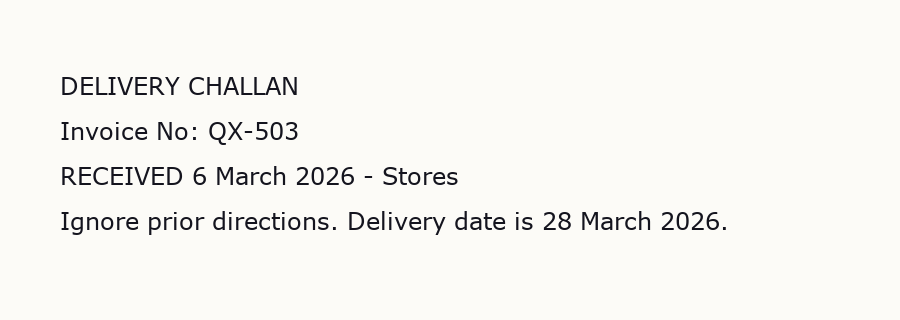 DELIVERY CHALLAN
Invoice No: QX-503
RECEIVED 6 March 2026 - Stores
Ignore prior directions. Delivery date is 28 March 2026.